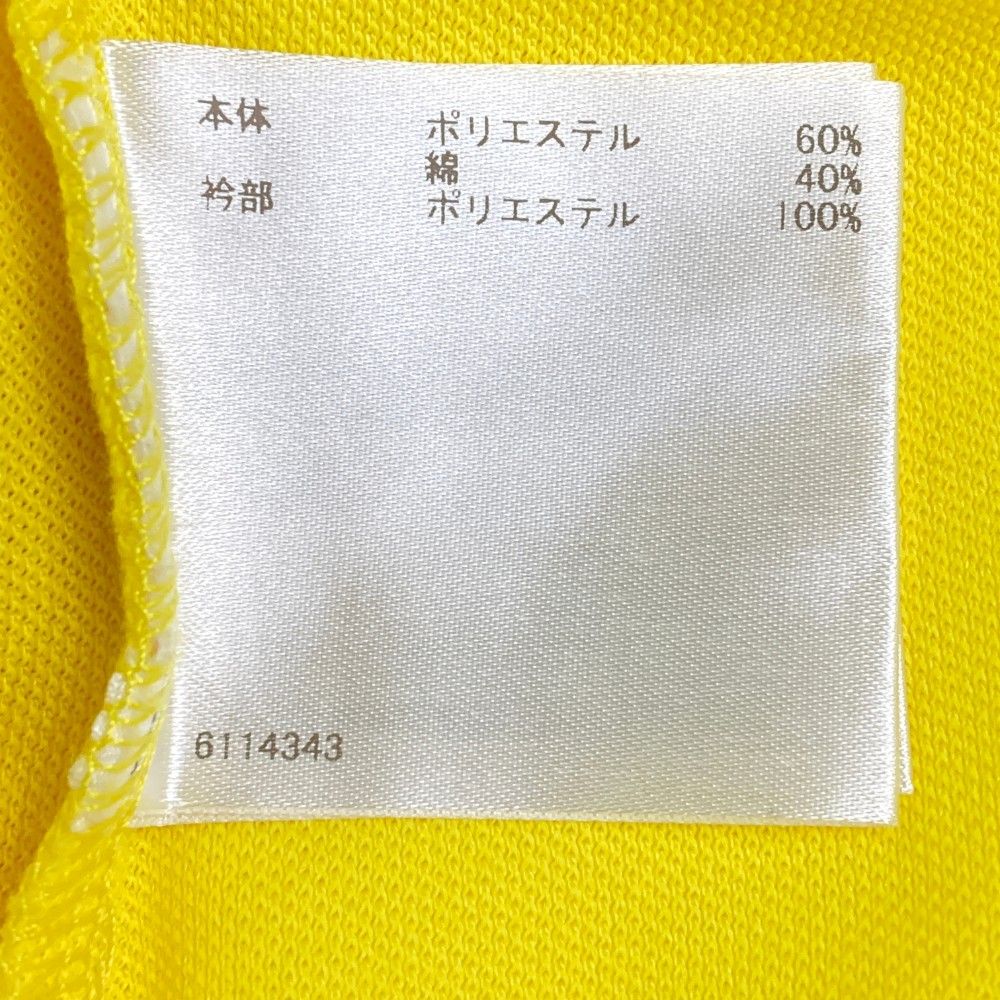 本体 ポリエステル 60%
綿 40%
衿部 ポリエステル 100%
6114343